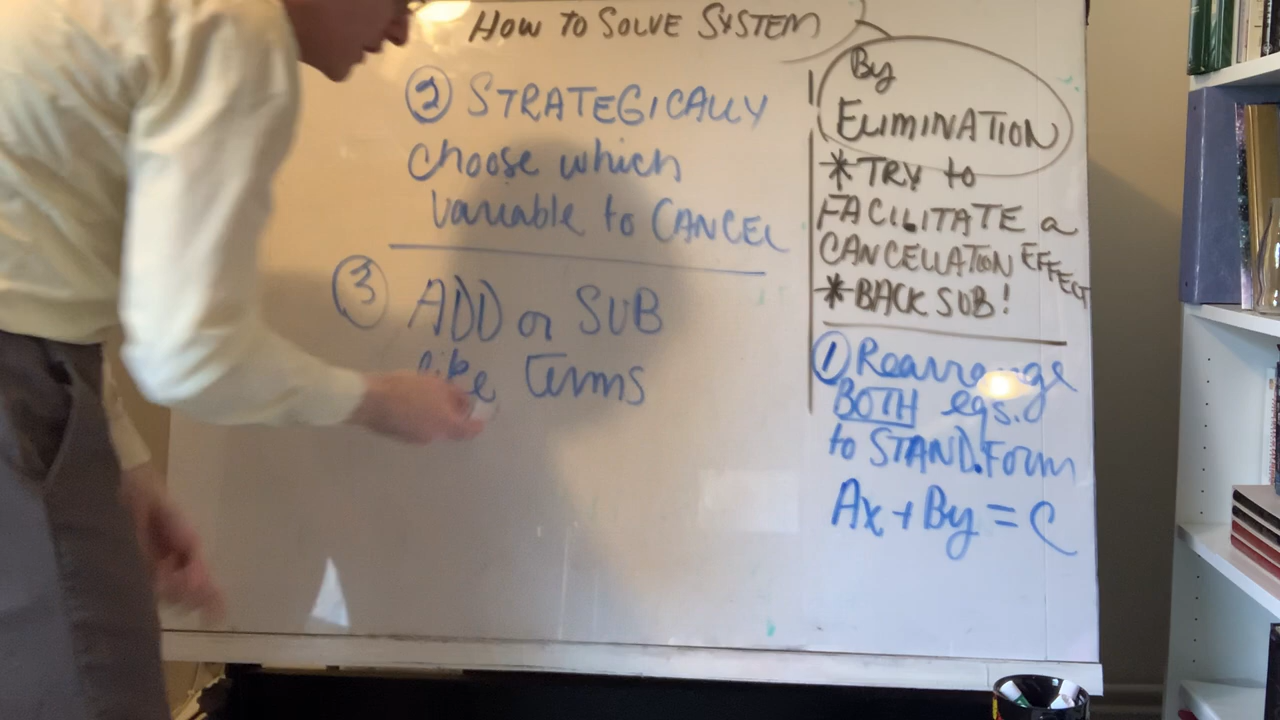 HOW TO SOLVE SYSTEM
By
ELIMINATION
* TRY to
FACILITATE a
CANCELLATION EFFECT
* BACK SUB!
① Rearrange
BOTH eqs.
to STAND. Form
Ax + By = C
② STRATEGICALLY
choose which
variable to CANCEL
③ ADD or SUB
like Terms